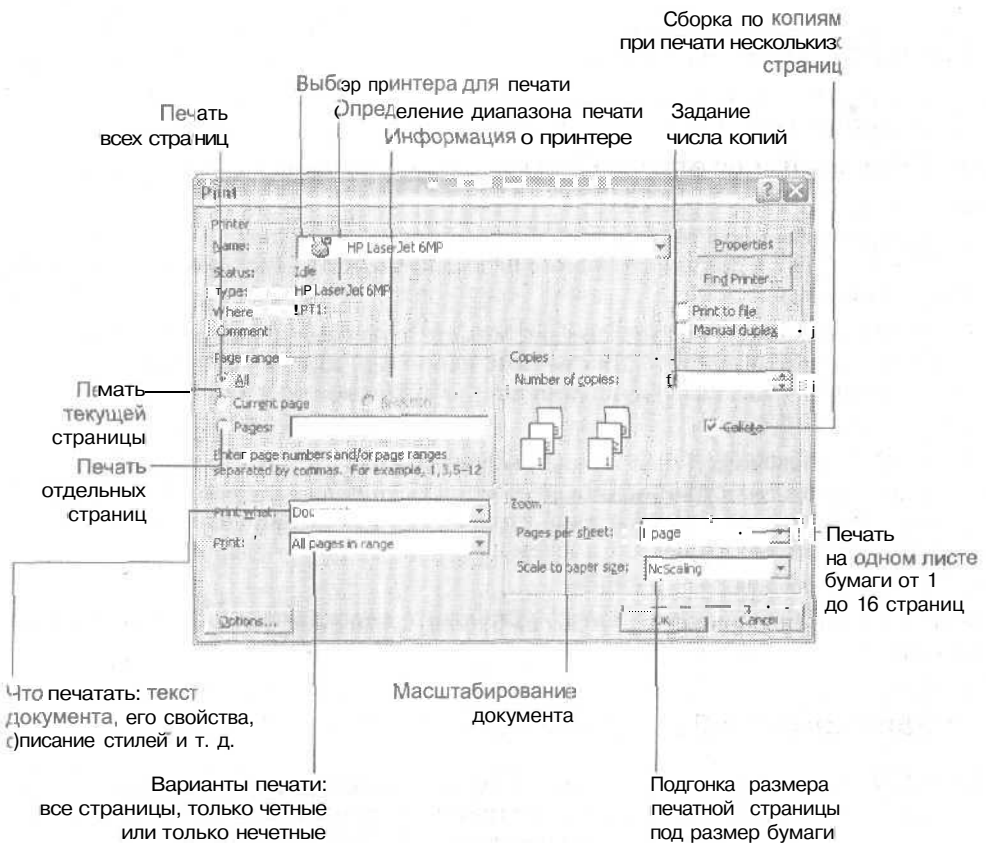 Сборка по копиям
при печати нескольких
страниц
Выбор принтера для печати
Определение диапазона печати
Информация о принтере
Задание
числа копий
Печать
всех страниц
Print
Printer
Name:
HP LaserJet 6MP
Properties
Status:
Idle
Find Printer...
Type:
HP LaserJet 6MP
Where
LPT1:
Print to file
Comment
Manual duplex
Page range
All
Current page
Pages:
Enter page numbers and/or page ranges
separated by commas. For example, 1,3,5–12
Copies
Number of copies:
Collate
Пемать
текущей
страницы
Печать
отдельных
страниц
Print what:
Doc
Print:
All pages in range
Zoom
Pages per sheet:
1 page
Scale to paper size:
No Scaling
Печать
на одном листе
бумаги от 1
до 16 страниц
Options...
OK
Cancel
Что печатать: текст
документа, его свойства,
описание стилей и т. д.
Масштабирование
документа
Варианты печати:
все страницы, только четные
или только нечетные
Подгонка размера
печатной страницы
под размер бумаги